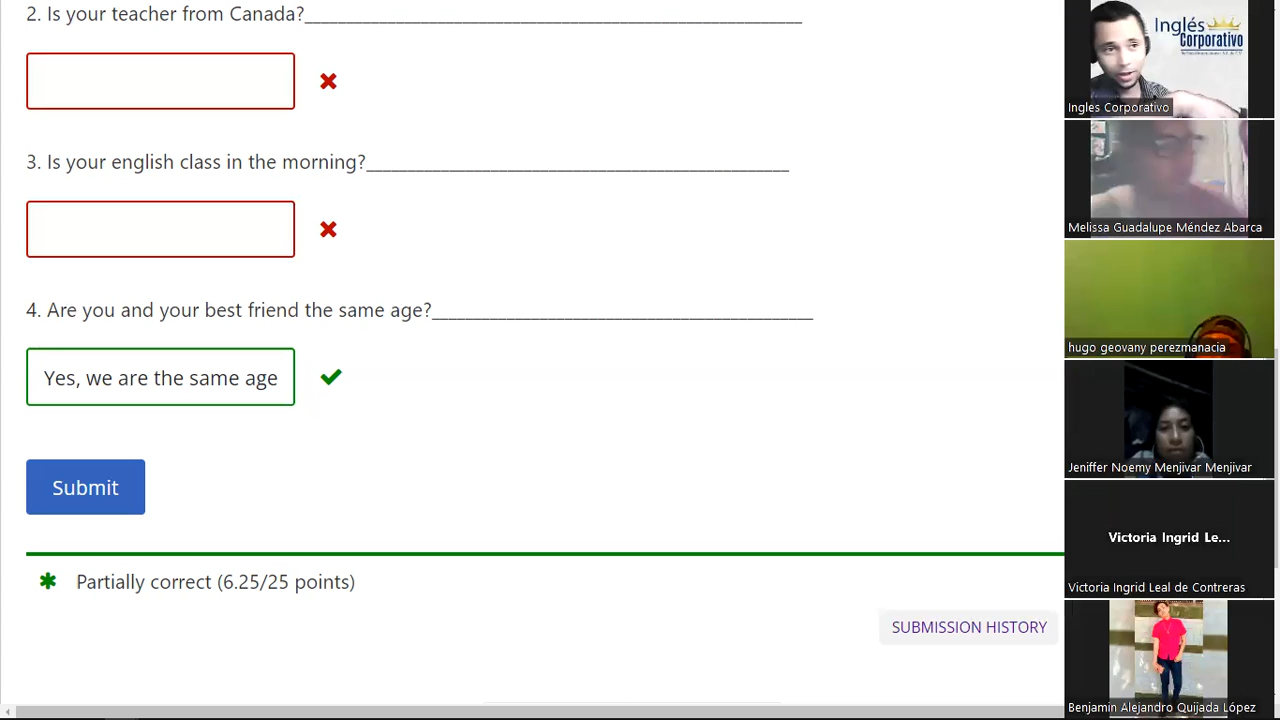 2. Is your teacher from Canada?
3. Is your english class in the morning?
4. Are you and your best friend the same age?
Yes, we are the same age
Submit
Partially correct (6.25/25 points)
SUBMISSION HISTORY
Inglés
Corporativo
Ingles Corporativo
Melissa Guadalupe Méndez Abarca
hugo geovany perezmanacia
Jeniffer Noemy Menjivar Menjivar
Victoria Ingrid Le...
Victoria Ingrid Leal de Contreras
Benjamin Alejandro Quijada López